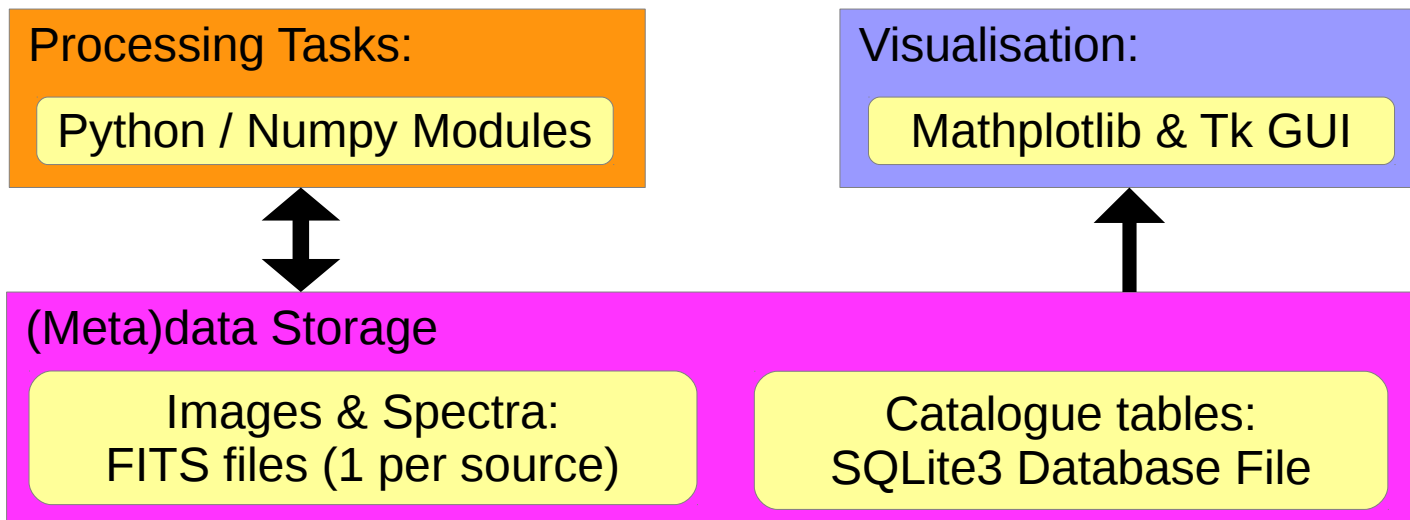 Processing Tasks:
Python / Numpy Modules
Visualisation:
Mathplotlib & Tk GUI
(Meta)data Storage
Images & Spectra:
FITS files (1 per source)
Catalogue tables:
SQLite3 Database File